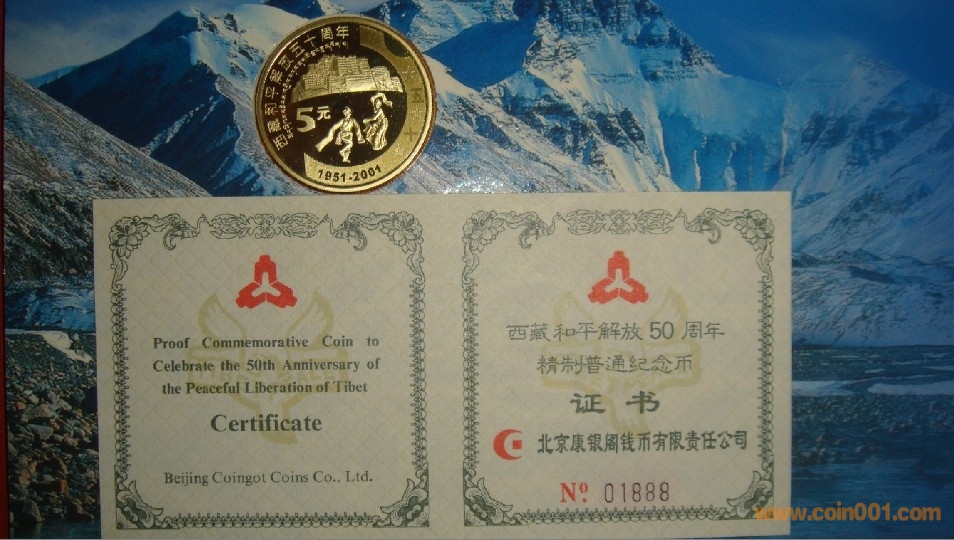 西藏和平解放五十周年
5元
1951-2001
Proof Commemorative Coin to
Celebrate the 50th Anniversary of
the Peaceful Liberation of Tibet
Certificate
Beijing Coingot Coins Co., Ltd.
西藏和平解放50周年
精制普通纪念币
证书
北京康银阁钱币有限责任公司
Nº 01888
www.coin001.com